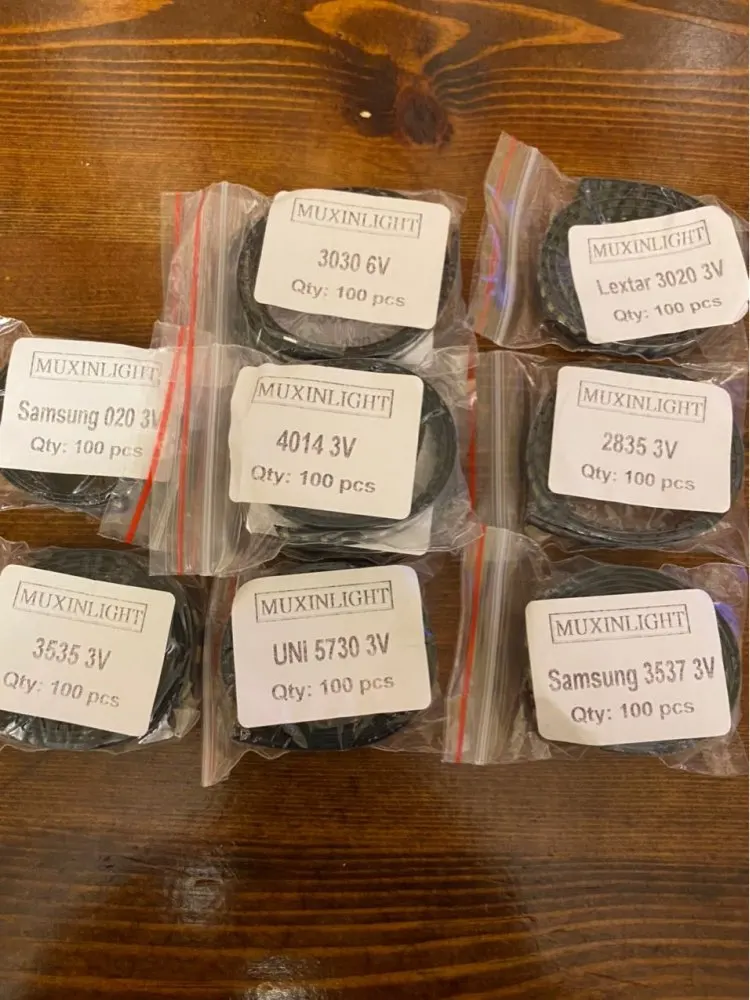 MUXINLIGHT
3030 6V
Qty: 100 pcs
MUXINLIGHT
Lextar 3020 3V
Qty: 100 pcs
MUXINLIGHT
Samsung 020 3V
Qty: 100 pcs
MUXINLIGHT
4014 3V
Qty: 100 pcs
MUXINLIGHT
2835 3V
Qty: 100 pcs
MUXINLIGHT
3535 3V
Qty: 100 pcs
MUXINLIGHT
UNI 5730 3V
Qty: 100 pcs
MUXINLIGHT
Samsung 3537 3V
Qty: 100 pcs